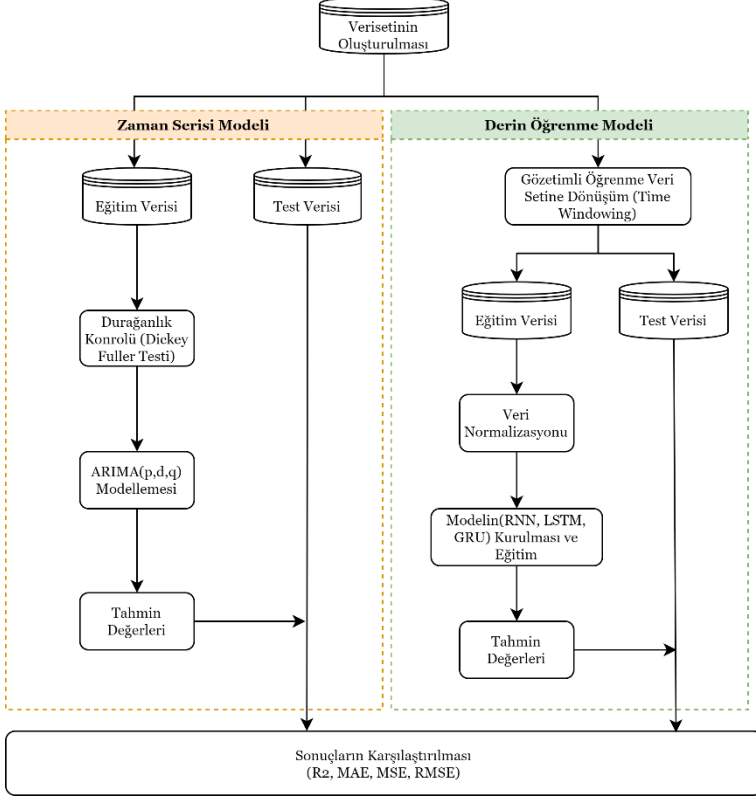 Verisetinin
Oluşturulması
Zaman Serisi Modeli
Eğitim Verisi
Test Verisi
Durağanlık
Konrolü (Dickey
Fuller Testi)
ARIMA(p,d,q)
Modellemesi
Tahmin
Değerleri
Derin Öğrenme Modeli
Gözetimli Öğrenme Veri
Setine Dönüşüm (Time
Windowing)
Eğitim Verisi
Test Verisi
Veri
Normalizasyonu
Modelin(RNN, LSTM,
GRU) Kurulması ve
Eğitim
Tahmin
Değerleri
Sonuçların Karşılaştırılması
(R2, MAE, MSE, RMSE)